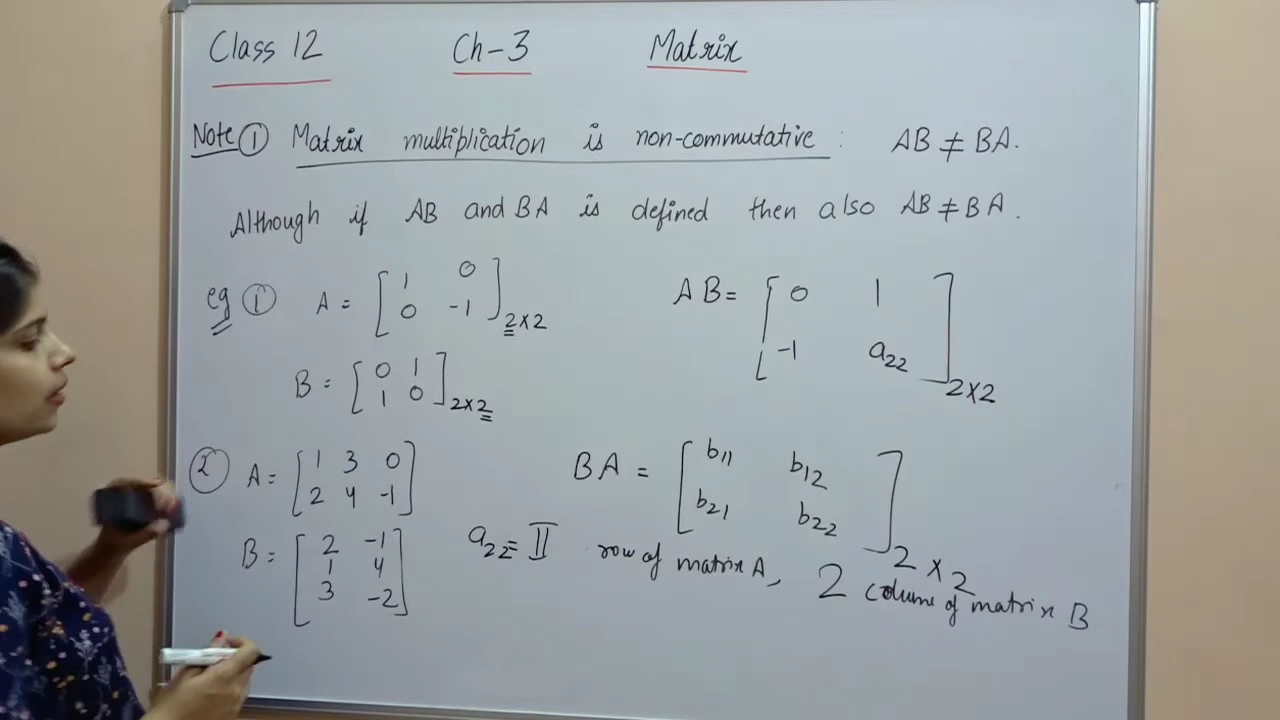 Class 12 Ch-3 Matrix
Note ① Matrix multiplication is non-commutative : AB ≠ BA.
Although if AB and BA is defined then also AB ≠ BA.
eg ① A = [ 1 0
0 -1 ] 2×2
B = [ 0 1
1 0 ] 2×2
AB = [ 0 1
-1 a22 ] 2×2
② A = [ 1 3 0
2 4 -1 ]
B = [ 2 -1
1 4
3 -2 ]
BA = [ b11 b12
b21 b22 ] 2×2
a22 = II row of matrix A, 2 column of matrix B